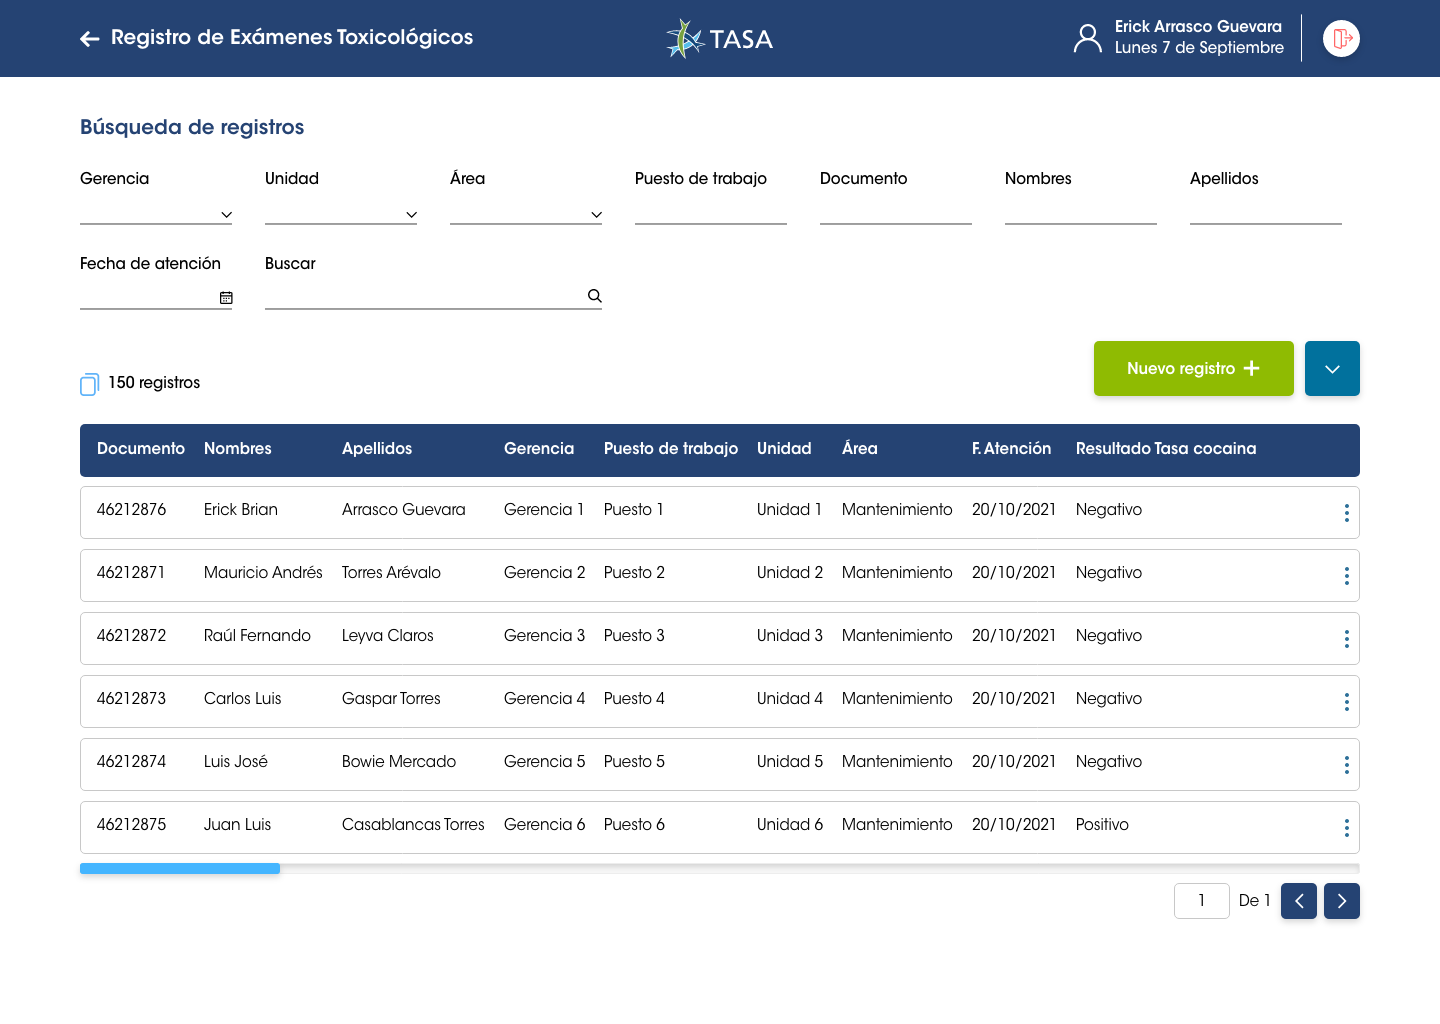 Registro de Exámenes Toxicológicos
TASA
Erick Arrasco Guevara
Lunes 7 de Septiembre
Búsqueda de registros
Gerencia Unidad Área Puesto de trabajo Documento Nombres Apellidos
Fecha de atención Buscar
150 registros
Nuevo registro
Documento Nombres Apellidos Gerencia Puesto de trabajo Unidad Área F. Atención Resultado Tasa cocaina
46212876 Erick Brian Arrasco Guevara Gerencia 1 Puesto 1 Unidad 1 Mantenimiento 20/10/2021 Negativo
46212871 Mauricio Andrés Torres Arévalo Gerencia 2 Puesto 2 Unidad 2 Mantenimiento 20/10/2021 Negativo
46212872 Raúl Fernando Leyva Claros Gerencia 3 Puesto 3 Unidad 3 Mantenimiento 20/10/2021 Negativo
46212873 Carlos Luis Gaspar Torres Gerencia 4 Puesto 4 Unidad 4 Mantenimiento 20/10/2021 Negativo
46212874 Luis José Bowie Mercado Gerencia 5 Puesto 5 Unidad 5 Mantenimiento 20/10/2021 Negativo
46212875 Juan Luis Casablancas Torres Gerencia 6 Puesto 6 Unidad 6 Mantenimiento 20/10/2021 Positivo
1 De 1